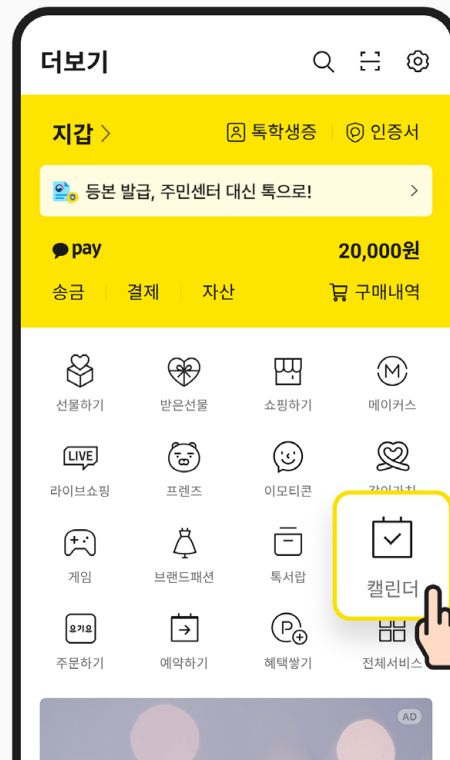 더보기
지갑
톡학생증
인증서
등본 발급, 주민센터 대신 톡으로!
pay
20,000원
송금
결제
자산
구매내역
M
선물하기
받은선물
쇼핑하기
메이커스
LIVE
라이브쇼핑
프렌즈
이모티콘
게임
브랜드패션
톡서랍
캘린더
요기요
P
주문하기
예약하기
혜택쌓기
전체서비스
AD